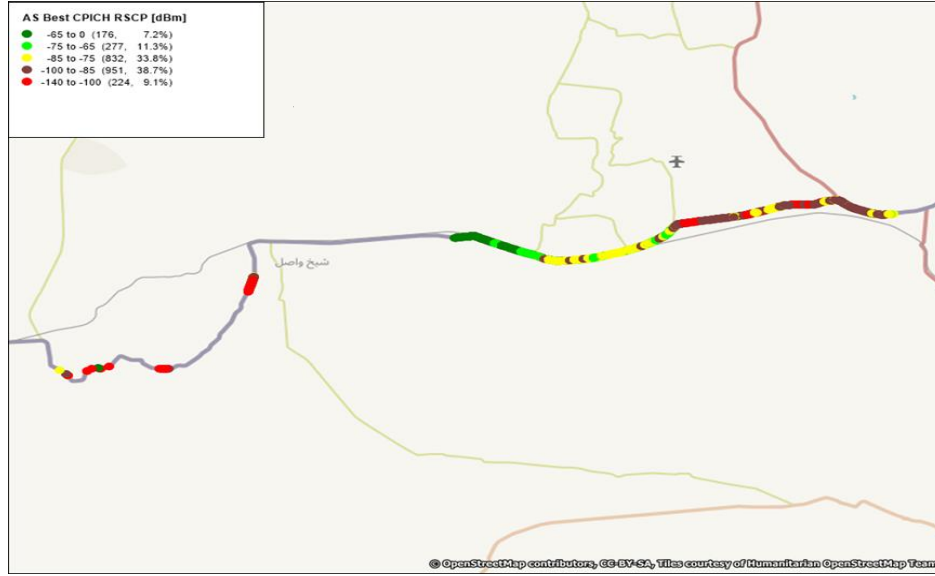 AS Best CPICH RSCP [dBm]
-65 to 0 (176, 7.2%)
-75 to -65 (277, 11.3%)
-85 to -75 (832, 33.8%)
-100 to -85 (951, 38.7%)
-140 to -100 (224, 9.1%)
شيخ واصل
© OpenStreetMap contributors, CC-BY-SA, Tiles courtesy of Humanitarian OpenStreetMap Team